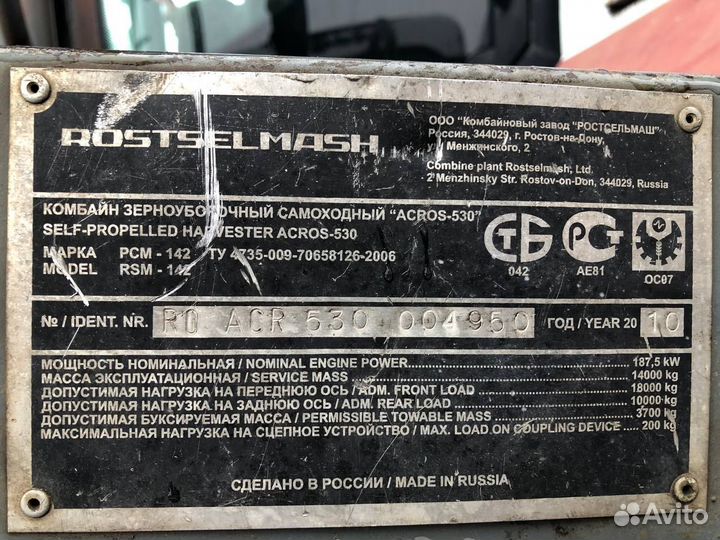 ROSTSELMASH
ООО "Комбайновый завод "РОСТСЕЛЬМАШ"
Россия, 344029, г. Ростов-на-Дону,
ул. Менжинского, 2
Combine plant Rostselmash, Ltd.
2 Menzhinsky Str. Rostov-on-Don, 344029, Russia
КОМБАЙН ЗЕРНОУБОРОЧНЫЙ САМОХОДНЫЙ "ACROS-530"
SELF-PROPELLED HARVESTER ACROS-530
МАРКА РСМ - 142 ТУ 4735-009-70658126-2006
MODEL RSM - 142
042
АЕ81
ОС07
№ / IDENT. NR. R0 ACR 530 004950 ГОД / YEAR 20 10
МОЩНОСТЬ НОМИНАЛЬНАЯ / NOMINAL ENGINE POWER 187,5 kW
МАССА ЭКСПЛУАТАЦИОННАЯ / SERVICE MASS 14000 kg
ДОПУСТИМАЯ НАГРУЗКА НА ПЕРЕДНЮЮ ОСЬ / ADM. FRONT LOAD 18000 kg
ДОПУСТИМАЯ НАГРУЗКА НА ЗАДНЮЮ ОСЬ / ADM. REAR LOAD 10000 kg
ДОПУСТИМАЯ БУКСИРУЕМАЯ МАССА / PERMISSIBLE TOWABLE MASS 3700 kg
МАКСИМАЛЬНАЯ НАГРУЗКА НА СЦЕПНОЕ УСТРОЙСТВО / MAX. LOAD ON COUPLING DEVICE 200 kg
СДЕЛАНО В РОССИИ / MADE IN RUSSIA
Avito